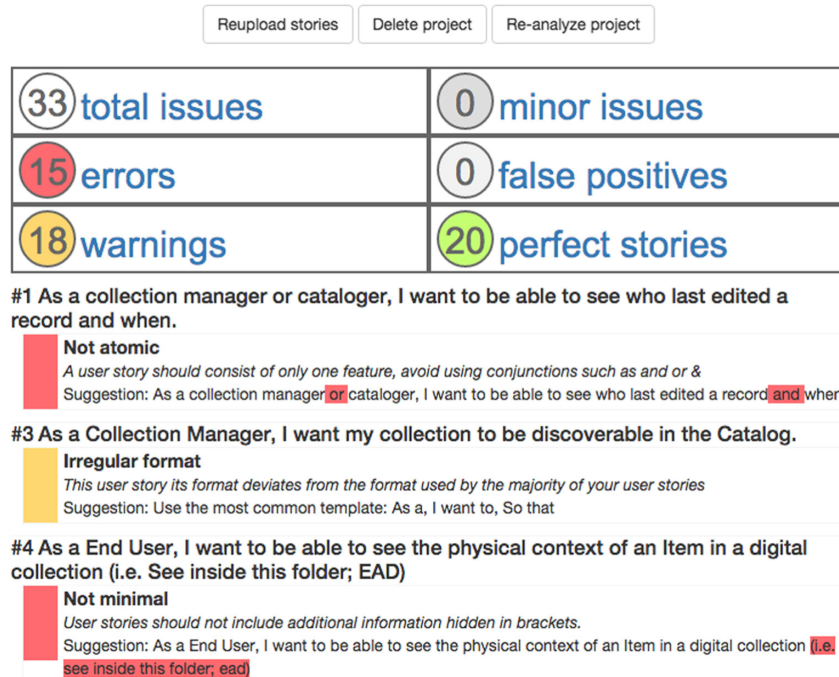 Reupload stories Delete project Re-analyze project
33 total issues 0 minor issues
15 errors 0 false positives
18 warnings 20 perfect stories
#1 As a collection manager or cataloger, I want to be able to see who last edited a
record and when.
Not atomic
A user story should consist of only one feature, avoid using conjunctions such as and or &
Suggestion: As a collection manager or cataloger, I want to be able to see who last edited a record and when
#3 As a Collection Manager, I want my collection to be discoverable in the Catalog.
Irregular format
This user story its format deviates from the format used by the majority of your user stories
Suggestion: Use the most common template: As a, I want to, So that
#4 As a End User, I want to be able to see the physical context of an Item in a digital
collection (i.e. See inside this folder; EAD)
Not minimal
User stories should not include additional information hidden in brackets.
Suggestion: As a End User, I want to be able to see the physical context of an Item in a digital collection (i.e.
see inside this folder; ead)